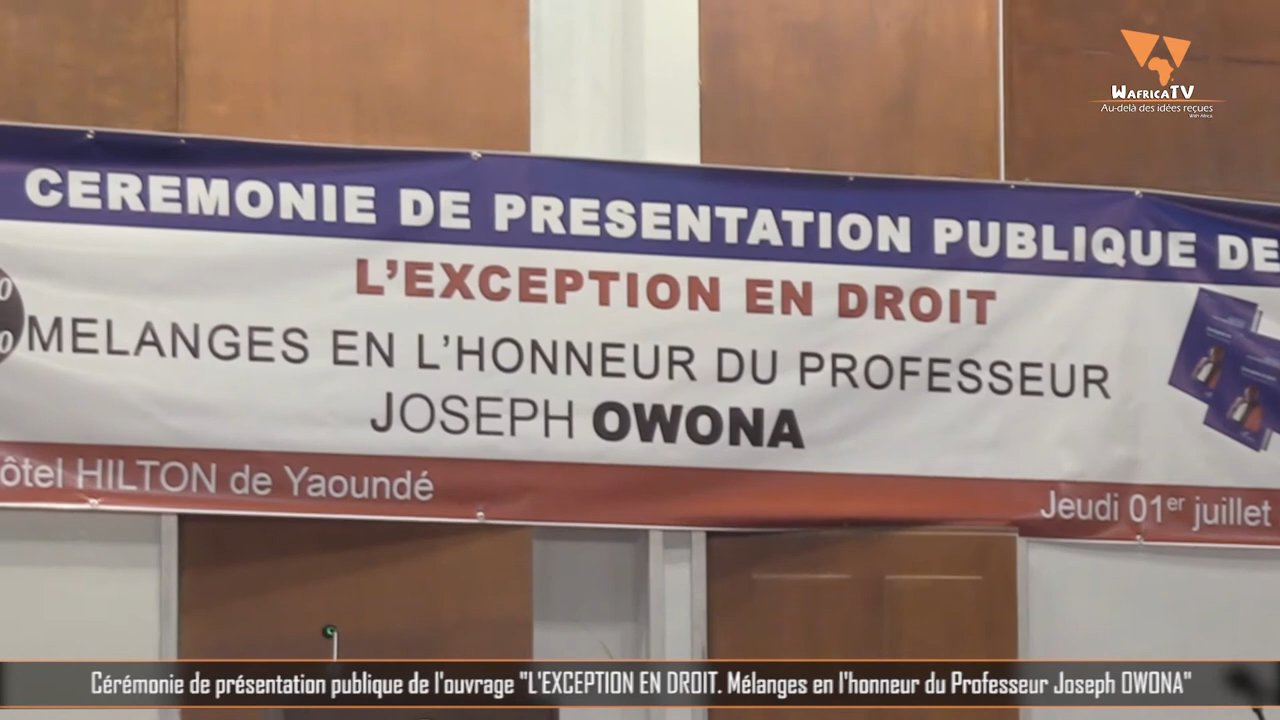 WAFRICATV
Au-delà des idées reçues
With Africa.
CEREMONIE DE PRESENTATION PUBLIQUE DE
L'EXCEPTION EN DROIT
MELANGES EN L'HONNEUR DU PROFESSEUR
JOSEPH OWONA
ôtel HILTON de Yaoundé
Jeudi 01er juillet
Cérémonie de présentation publique de l'ouvrage "L'EXCEPTION EN DROIT. Mélanges en l'honneur du Professeur Joseph OWONA"